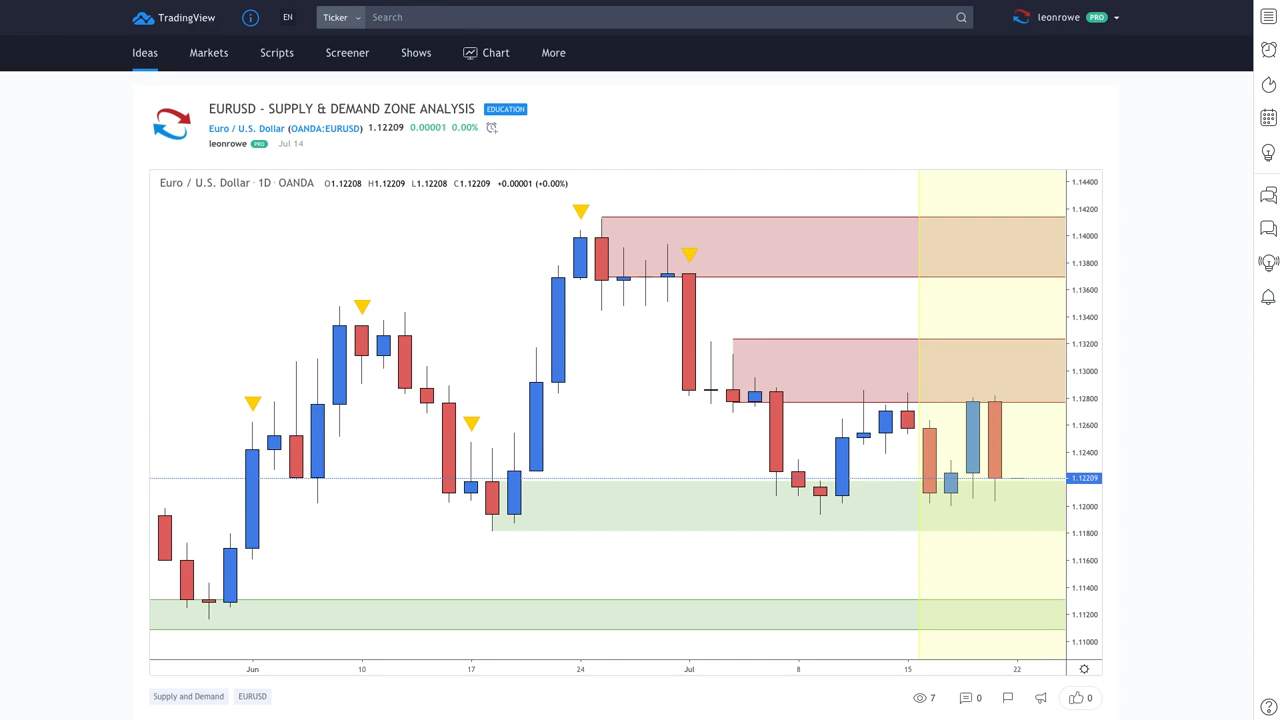 TradingView
EN
Ticker
Search
leonrowe PRO
Ideas
Markets
Scripts
Screener
Shows
Chart
More
EURUSD - SUPPLY & DEMAND ZONE ANALYSIS EDUCATION
Euro / U.S. Dollar (OANDA:EURUSD) 1.12209 0.00001 0.00%
leonrowe PRO Jul 14
Euro / U.S. Dollar · 1D · OANDA O1.12208 H1.12209 L1.12208 C1.12209 +0.00001 (+0.00%)
1.14400
1.14200
1.14000
1.13800
1.13600
1.13400
1.13200
1.13000
1.12800
1.12600
1.12400
1.12209
1.12000
1.11800
1.11600
1.11400
1.11200
1.11000
Jun 10 17 24 Jul 8 15 22
Supply and Demand
EURUSD
7
0
0